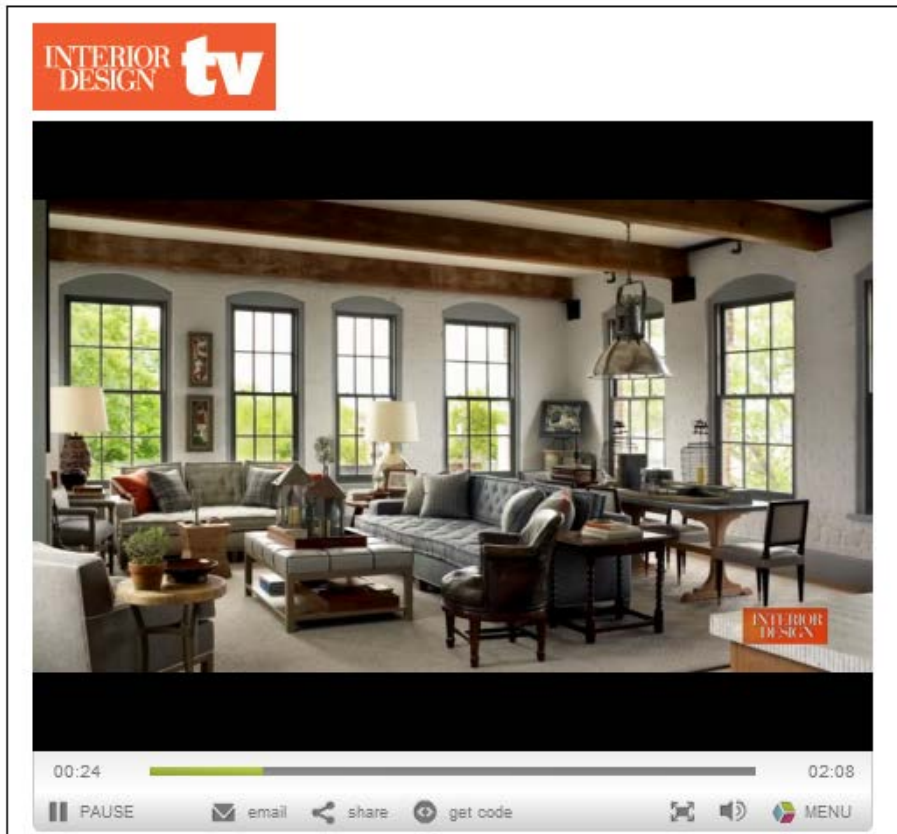 INTERIOR
DESIGN tv
INTERIOR
DESIGN
00:24 02:08
PAUSE email share get code MENU